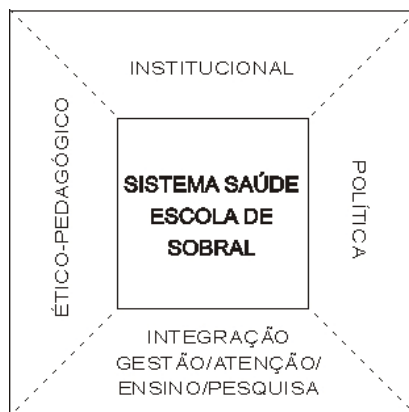 INSTITUCIONAL
ÉTICO-PEDAGÓGICO
SISTEMA SAÚDE
ESCOLA DE
SOBRAL
POLÍTICA
INTEGRAÇÃO
GESTÃO/ATENÇÃO/
ENSINO/PESQUISA